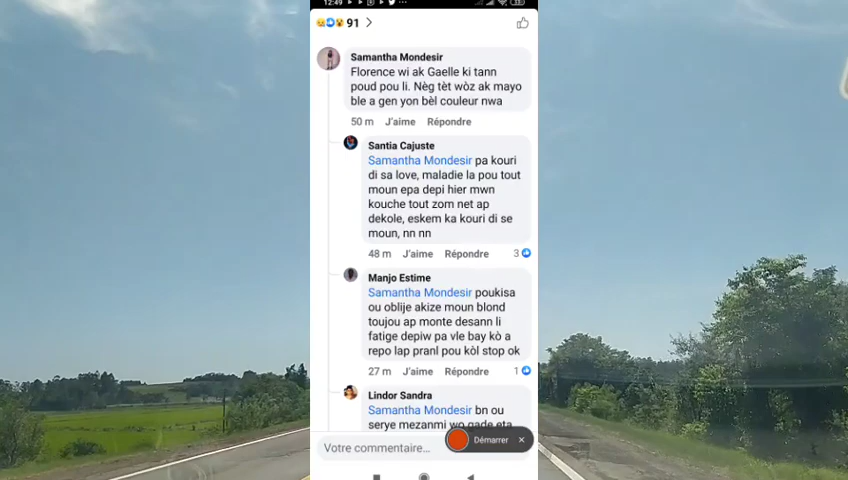 12:49
91
Samantha Mondesir
Florence wi ak Gaelle ki tann
poud pou li. Nèg tèt wòz ak mayo
ble a gen yon bèl couleur nwa
50 m J'aime Répondre
Santia Cajuste
Samantha Mondesir pa kouri
di sa love, maladie la pou tout
moun epa depi hier mwn
kouche tout zom net ap
dekole, eskem ka kouri di se
moun, nn nn
48 m J'aime Répondre 3
Manjo Estime
Samantha Mondesir poukisa
ou oblije akize moun blond
toujou ap monte desann li
fatige depiw pa vle bay kò a
repo lap pranl pou kòl stop ok
27 m J'aime Répondre 1
Lindor Sandra
Samantha Mondesir bn ou
serye mezanmi wo gade eta
Votre commentaire...
Démarrer